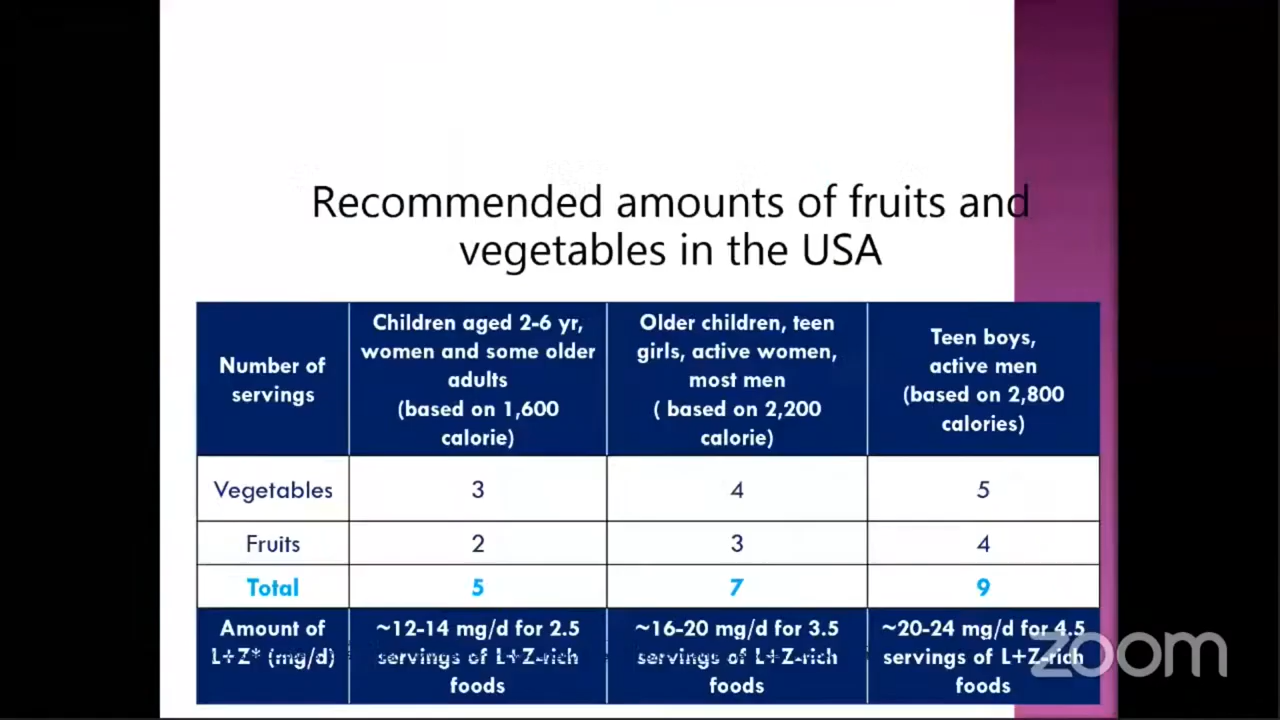 Recommended amounts of fruits and
vegetables in the USA
Number of
servings
Children aged 2-6 yr,
women and some older
adults
(based on 1,600
calorie)
Older children, teen
girls, active women,
most men
( based on 2,200
calorie)
Teen boys,
active men
(based on 2,800
calories)
Vegetables
3
4
5
Fruits
2
3
4
Total
5
7
9
Amount of
L+Z* (mg/d)
~12-14 mg/d for 2.5
servings of L+Z-rich
foods
~16-20 mg/d for 3.5
servings of L+Z-rich
foods
~20-24 mg/d for 4.5
servings of L+Z-rich
foods
zoom